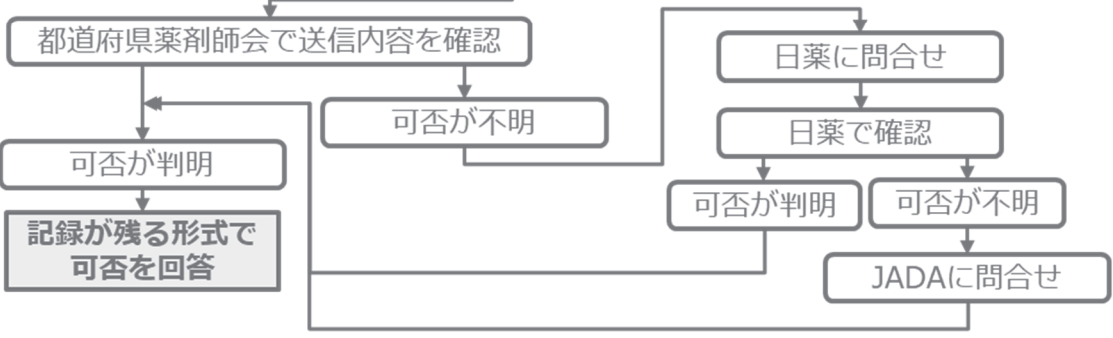 都道府県薬剤師会で送信内容を確認
可否が不明
可否が判明
記録が残る形式で
可否を回答
日薬に問合せ
日薬で確認
可否が判明
可否が不明
JADAに問合せ